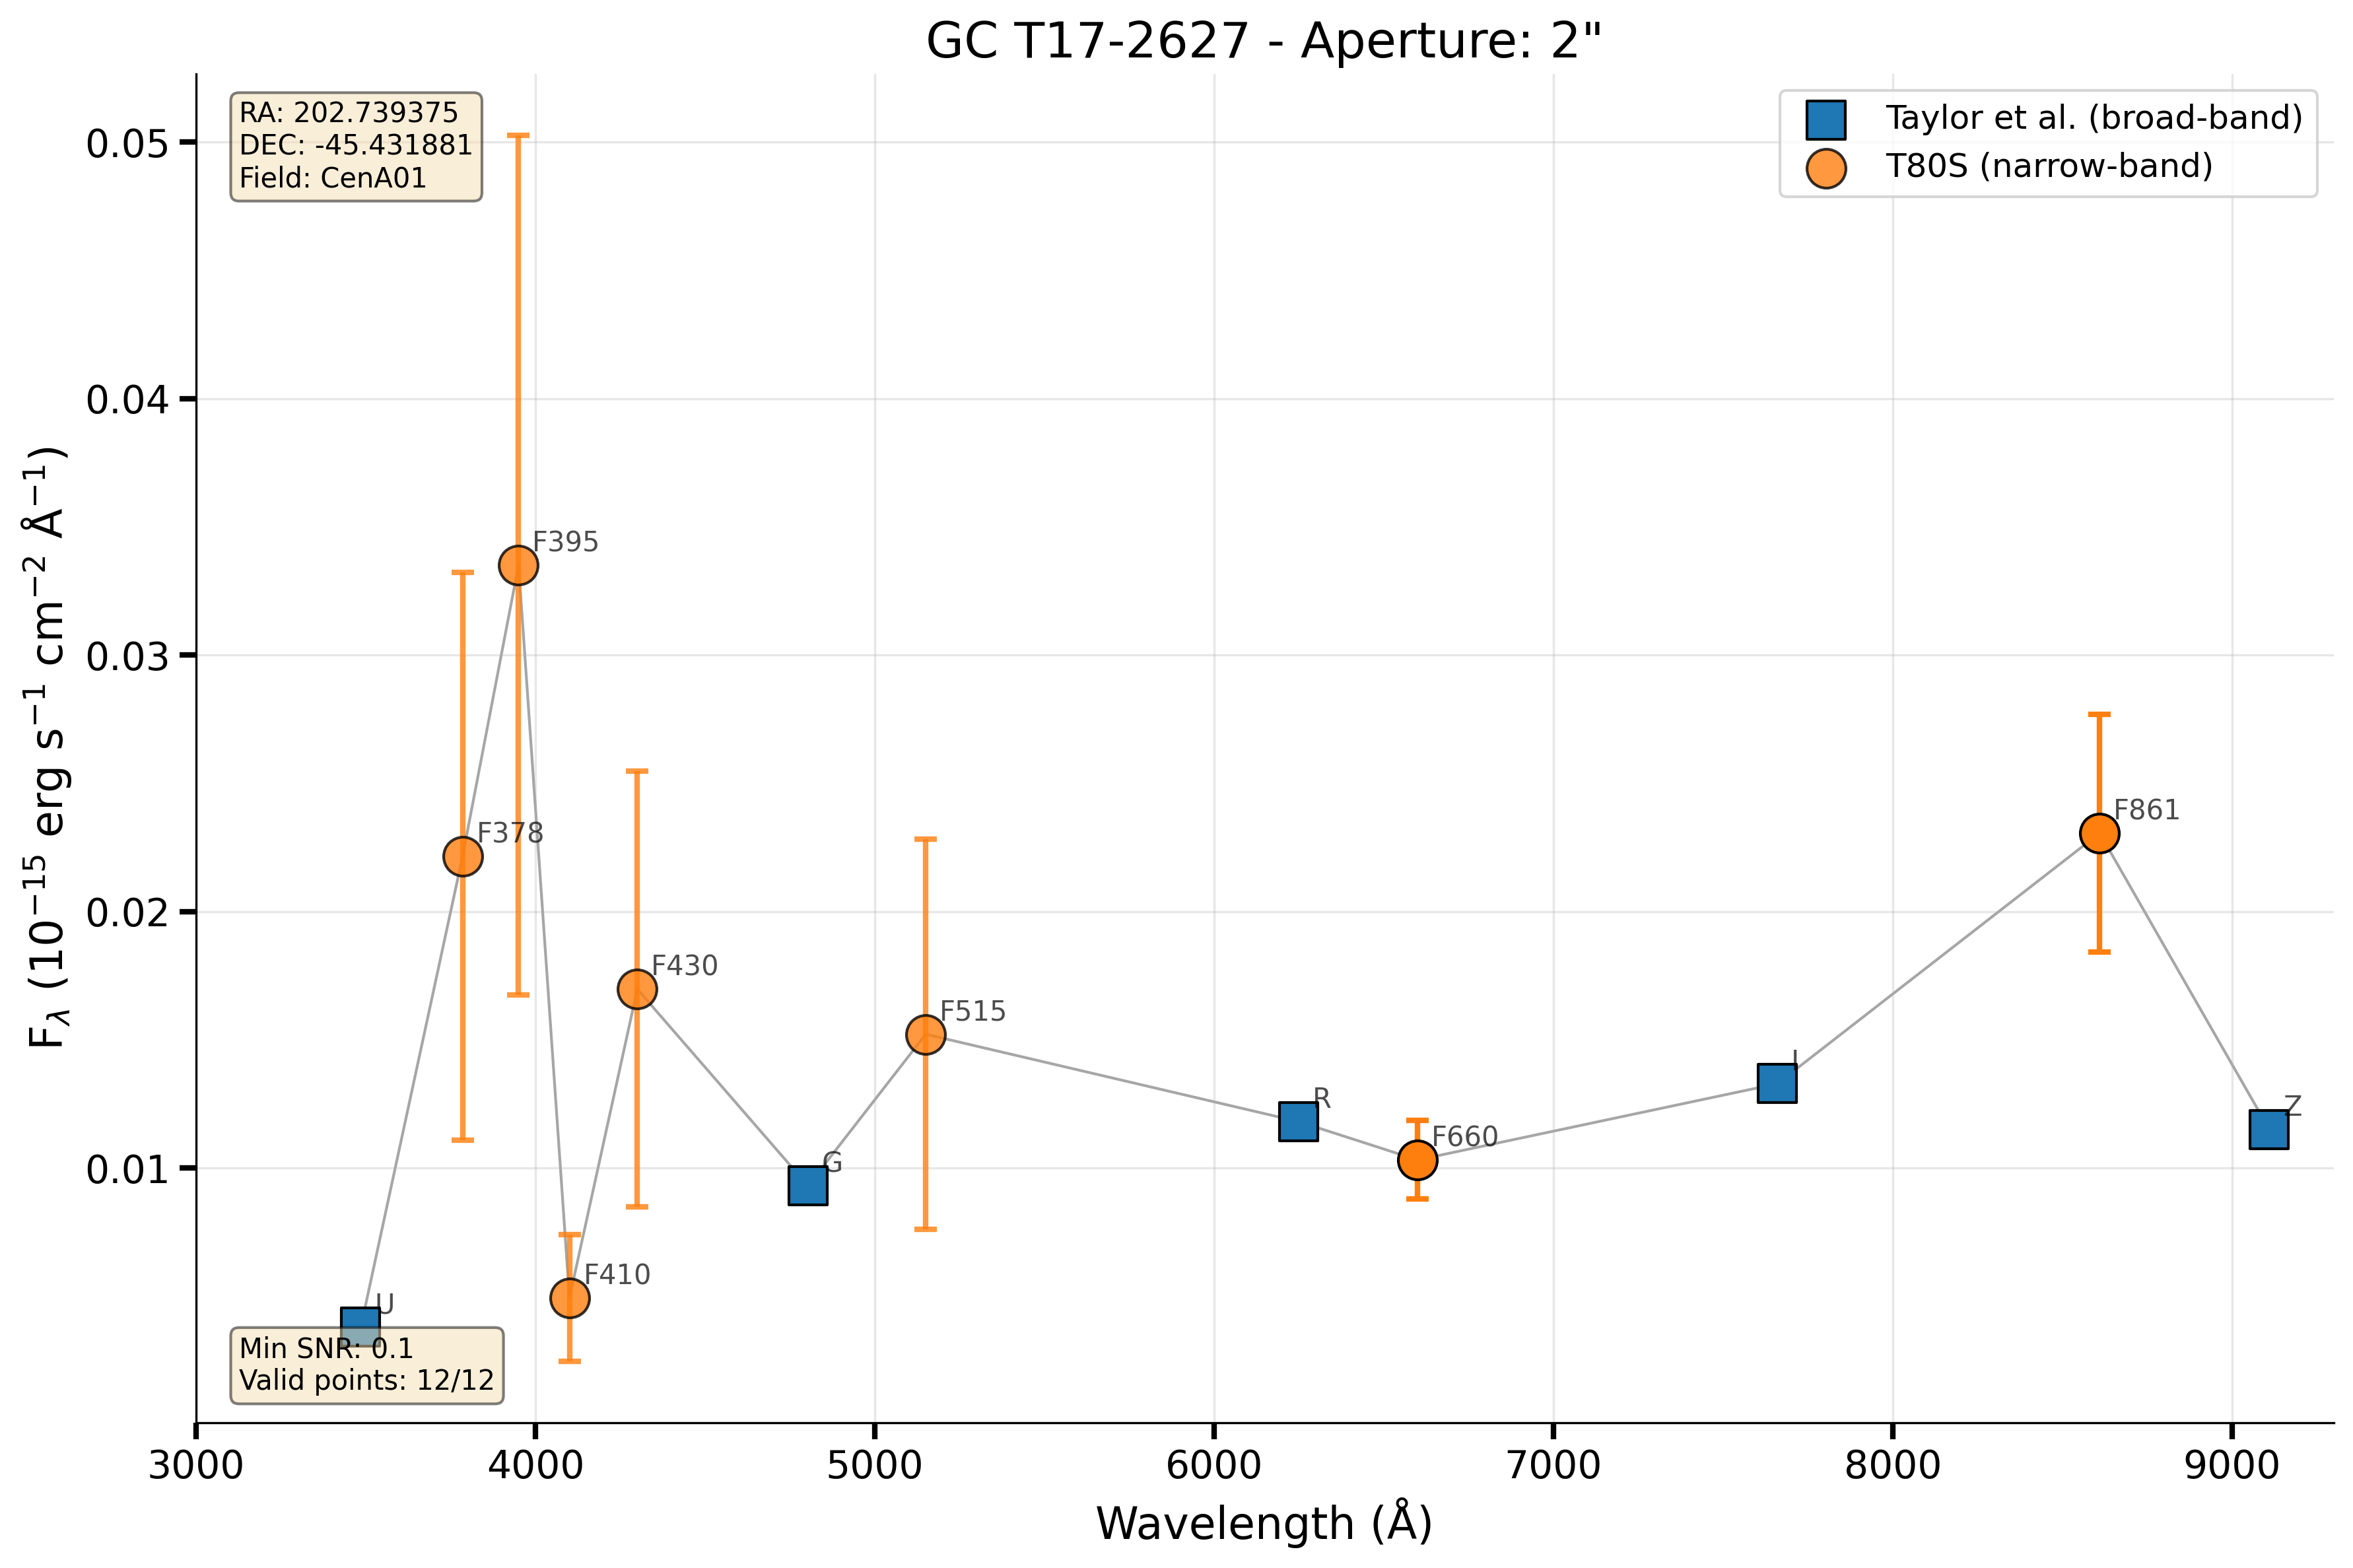 GC T17-2627 - Aperture: 2"
RA: 202.739375
DEC: -45.431881
Field: CenA01
Taylor et al. (broad-band)
T80S (narrow-band)
F$_{λ}$ (10$^{-15}$ erg s$^{-1}$ cm$^{-2}$ Å$^{-1}$)
0.05
0.04
0.03
0.02
0.01
F395
F378
F430
F515
F861
I
R
Z
F660
G
F410
U
Min SNR: 0.1
Valid points: 12/12
3000 4000 5000 6000 7000 8000 9000
Wavelength (Å)